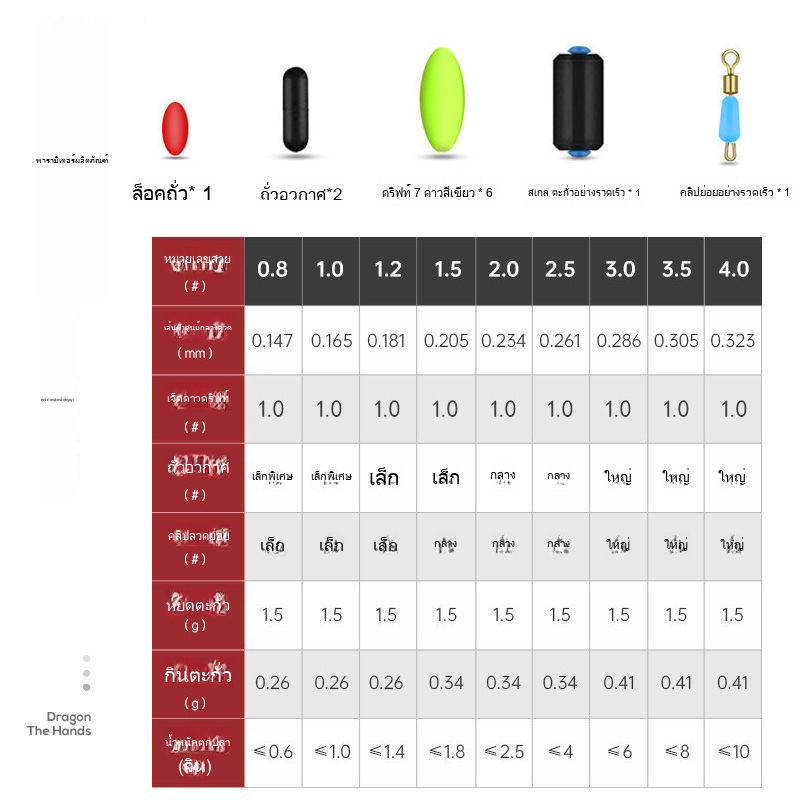 พารามิเตอร์ผลิตภัณฑ์
ล็อคถั่ว* 1
ถั่วอวกาศ*2
ดริฟท์ 7 ดาวสีเขียว * 6
สเกล ตะกั่วอย่างรวดเร็ว * 1
คลิปย่อยอย่างรวดเร็ว * 1
หมายเลขสาย
(#) 0.8 1.0 1.2 1.5 2.0 2.5 3.0 3.5 4.0
(mm) 0.147 0.165 0.181 0.205 0.234 0.261 0.286 0.305 0.323
เจ็ดดาวดริฟท์
(#) 1.0 1.0 1.0 1.0 1.0 1.0 1.0 1.0 1.0
ถั่วอวกาศ
(#) เล็กพิเศษ เล็กพิเศษ เล็ก เล็ก กลาง กลาง ใหญ่ ใหญ่ ใหญ่
คลิปลวดย่อย
(#) เล็ก เล็ก เล็ก กลาง กลาง กลาง ใหญ่ ใหญ่ ใหญ่
หยดตะกั่ว
(g) 1.5 1.5 1.5 1.5 1.5 1.5 1.5 1.5 1.5
กินตะกั่ว
(g) 0.26 0.26 0.26 0.34 0.34 0.34 0.41 0.41 0.41
น้ำหนักตกปลา
(จิน) ≤0.6 ≤1.0 ≤1.4 ≤1.8 ≤2.5 ≤4 ≤6 ≤8 ≤10
Dragon
The Hands